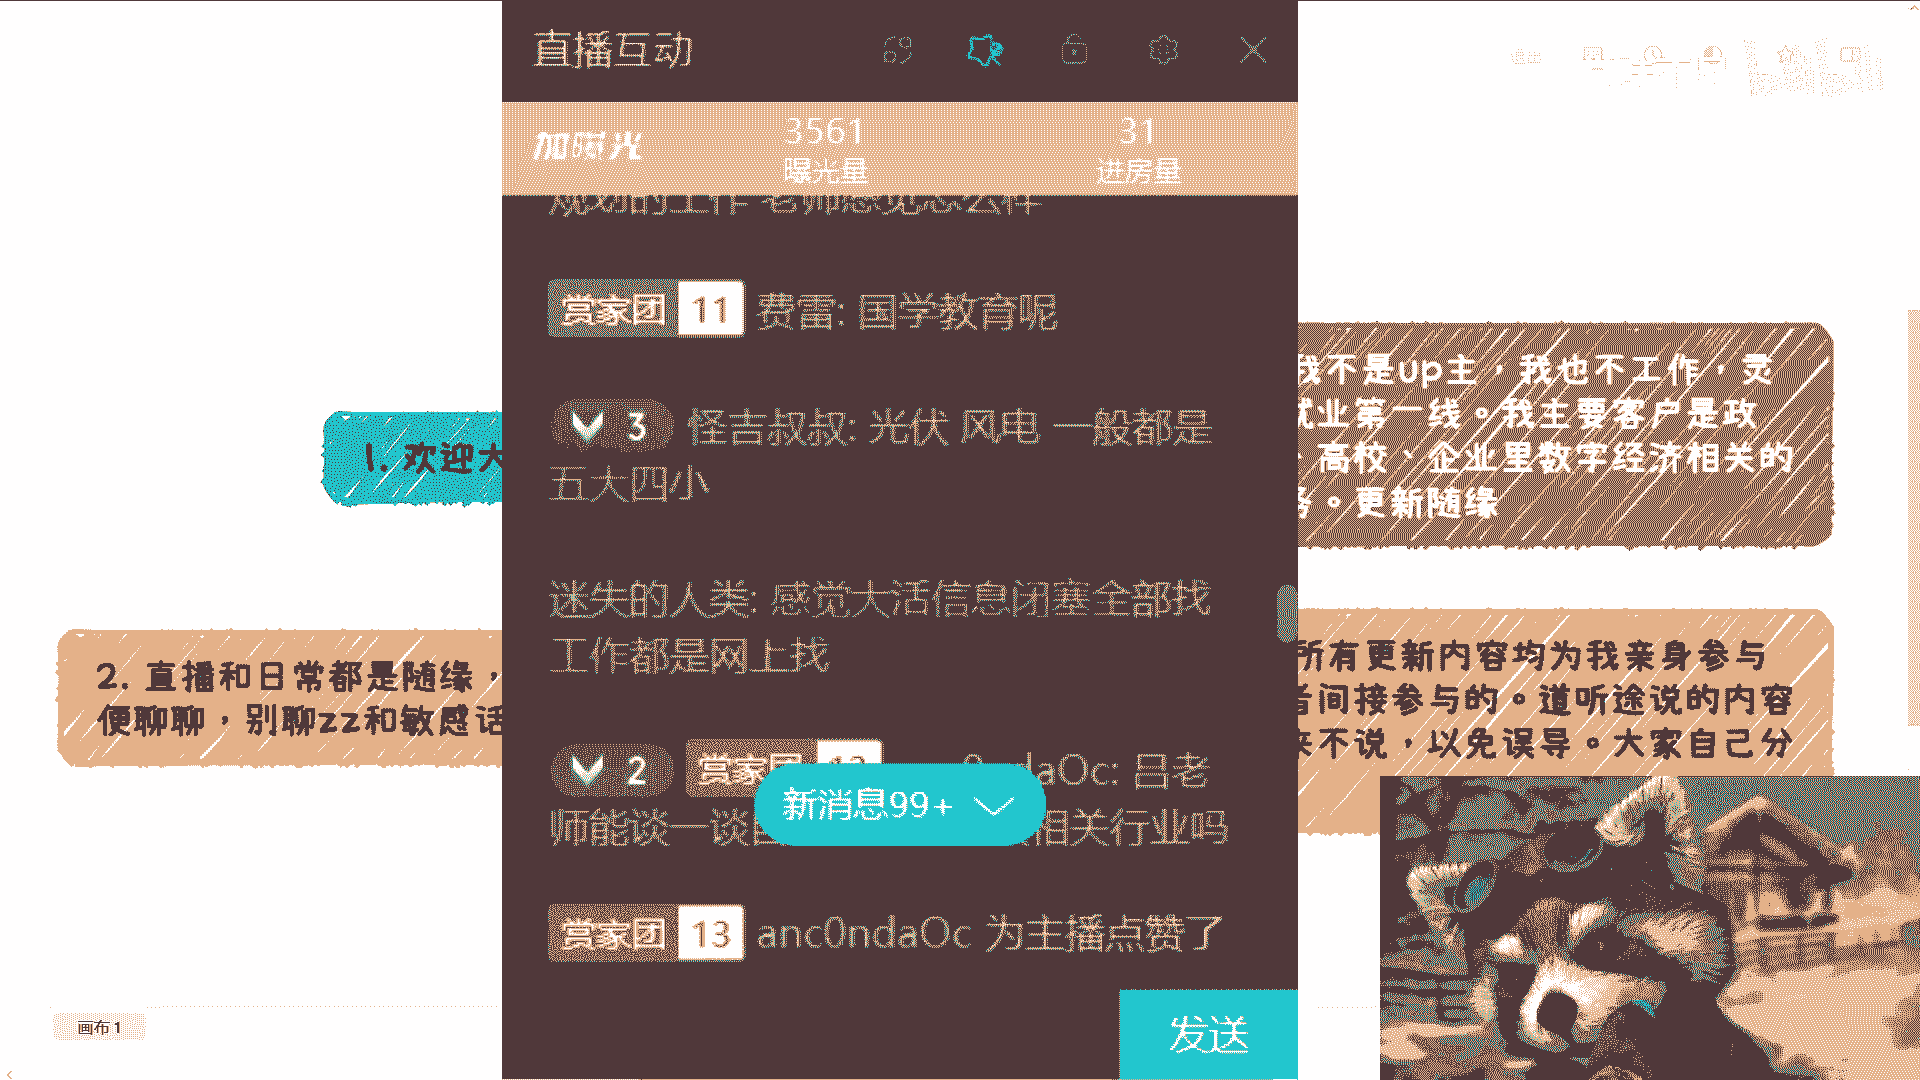 直播互动
加曝光
3561
曝光量
31
进房量
规划的工作 老师感觉怎么样
赏家团 11 费雷: 国学教育呢
3 怪吉叔叔: 光伏 风电 一般都是
五大四小
迷失的人类: 感觉大活信息闭塞全部找
工作都是网上找
2 赏家团 daOc: 吕老
师能谈一谈 相关行业吗
新消息99+
赏家团 13 anc0ndaOc 为主播点赞了
发送
1. 欢迎大
2. 直播和日常都是随缘，
便聊聊，别聊zz和敏感话
我不是up主，我也不工作，灵
就业第一线。我主要客户是政
、高校、企业里数字经济相关的
务。更新随缘
所有更新内容均为我亲身参与
者间接参与的。道听途说的内容
来不说，以免误导。大家自己分
画布 1